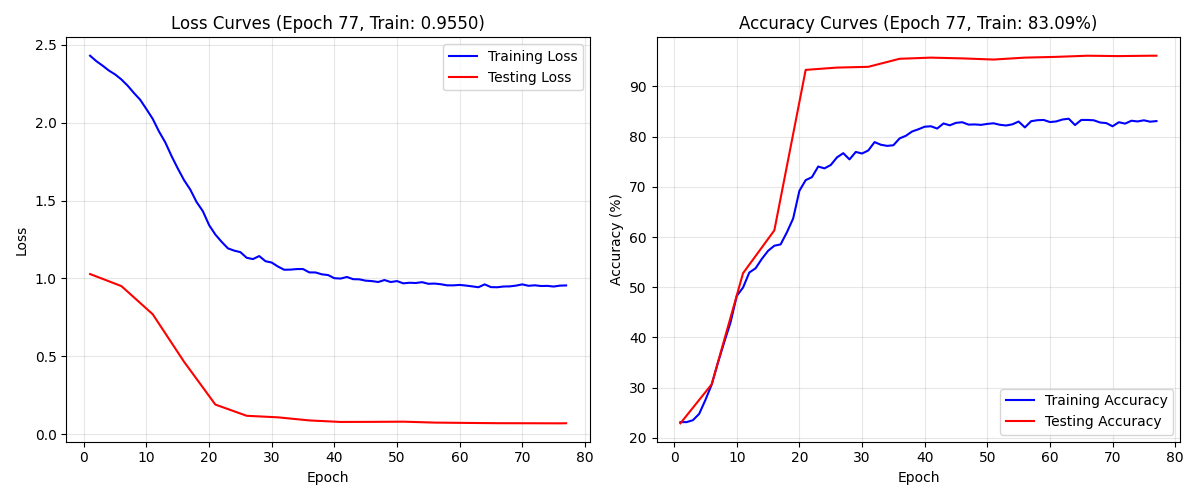 Loss Curves (Epoch 77, Train: 0.9550)
Training Loss
Testing Loss
2.5
2.0
1.5
1.0
0.5
0.0
Loss
0 10 20 30 40 50 60 70 80
Epoch
Accuracy Curves (Epoch 77, Train: 83.09%)
90
80
70
60
50
40
30
20
Accuracy (%)
Training Accuracy
Testing Accuracy
0 10 20 30 40 50 60 70 80
Epoch